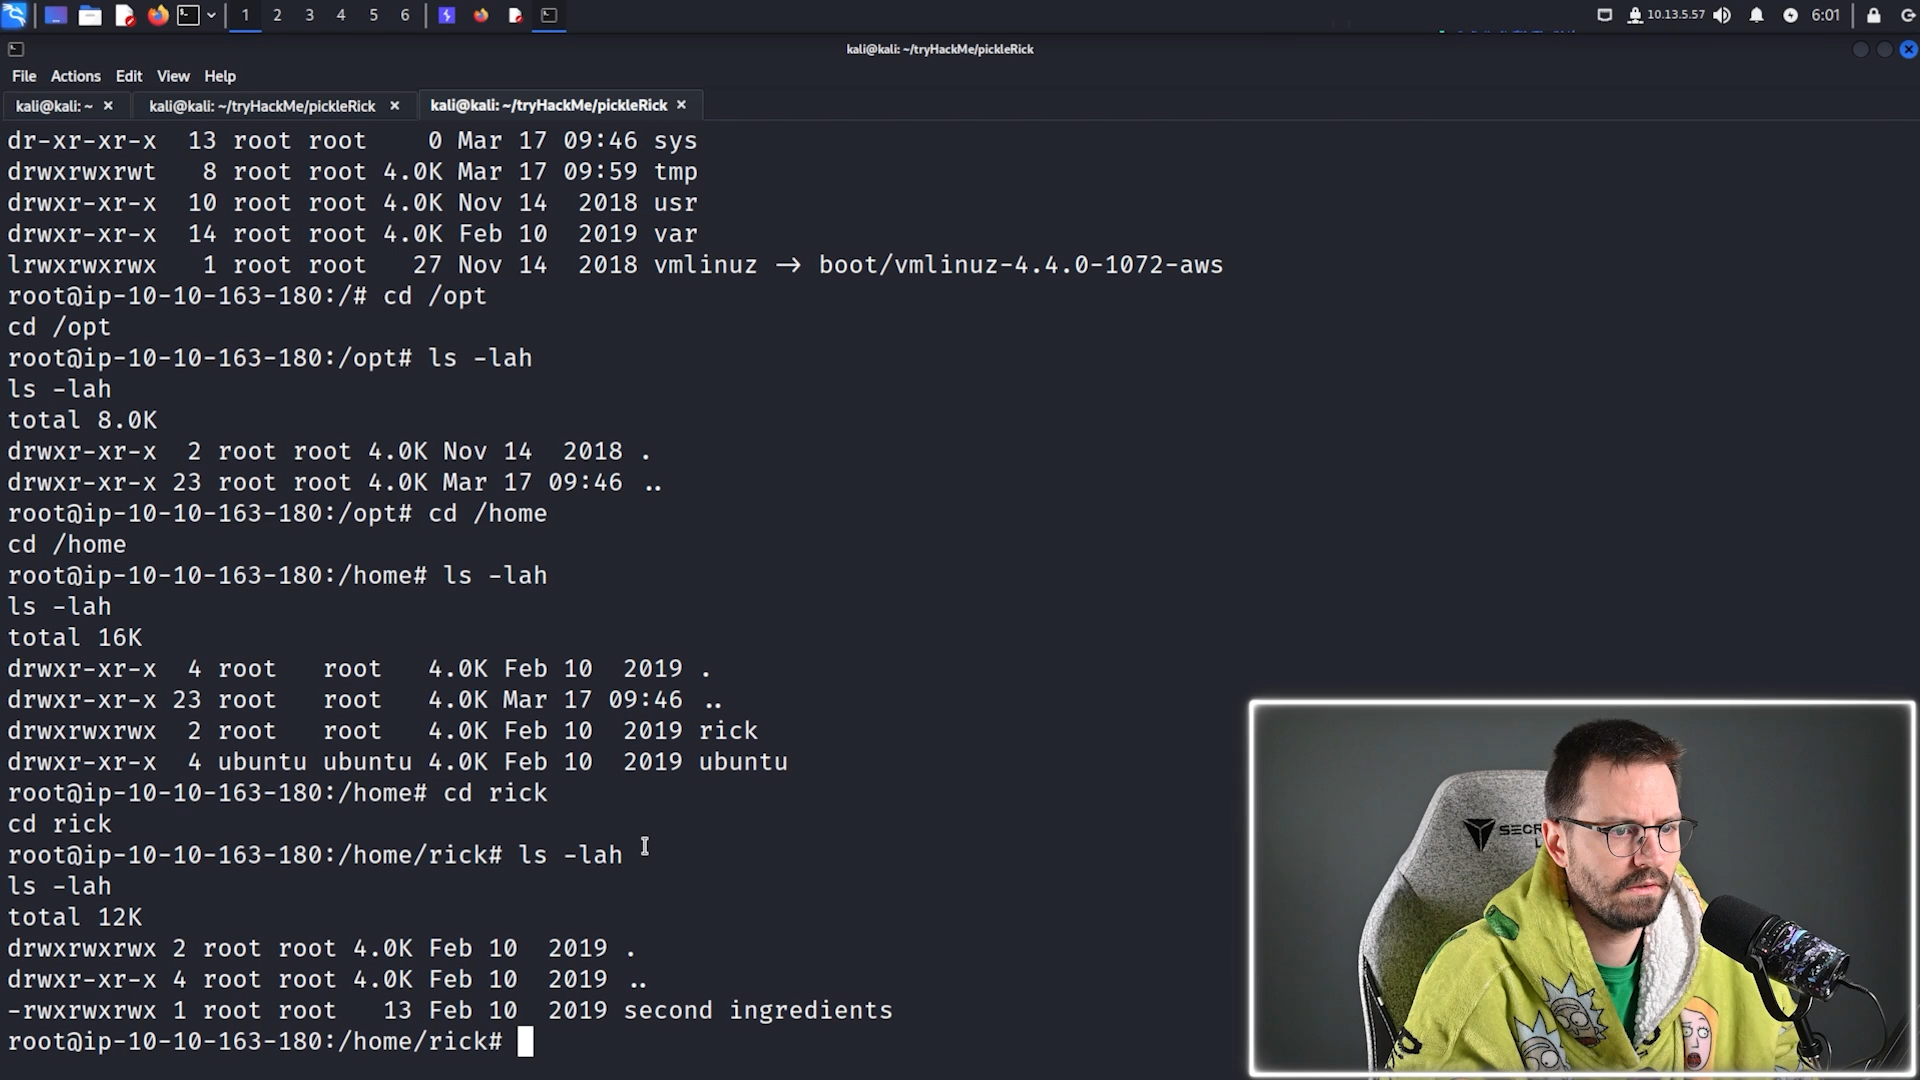 1 2 3 4 5 6
10.13.5.57
6:01
kali@kali: ~/tryHackMe/pickleRick
File Actions Edit View Help
kali@kali: ~ × kali@kali: ~/tryHackMe/pickleRick × kali@kali: ~/tryHackMe/pickleRick ×
dr-xr-xr-x 13 root root 0 Mar 17 09:46 sys
drwxrwxrwt 8 root root 4.0K Mar 17 09:59 tmp
drwxr-xr-x 10 root root 4.0K Nov 14 2018 usr
drwxr-xr-x 14 root root 4.0K Feb 10 2019 var
lrwxrwxrwx 1 root root 27 Nov 14 2018 vmlinuz → boot/vmlinuz-4.4.0-1072-aws
root@ip-10-10-163-180:/# cd /opt
cd /opt
root@ip-10-10-163-180:/opt# ls -lah
ls -lah
total 8.0K
drwxr-xr-x 2 root root 4.0K Nov 14 2018 .
drwxr-xr-x 23 root root 4.0K Mar 17 09:46 ..
root@ip-10-10-163-180:/opt# cd /home
cd /home
root@ip-10-10-163-180:/home# ls -lah
ls -lah
total 16K
drwxr-xr-x 4 root root 4.0K Feb 10 2019 .
drwxr-xr-x 23 root root 4.0K Mar 17 09:46 ..
drwxrwxrwx 2 root root 4.0K Feb 10 2019 rick
drwxr-xr-x 4 ubuntu ubuntu 4.0K Feb 10 2019 ubuntu
root@ip-10-10-163-180:/home# cd rick
cd rick
root@ip-10-10-163-180:/home/rick# ls -lah
ls -lah
total 12K
drwxrwxrwx 2 root root 4.0K Feb 10 2019 .
drwxr-xr-x 4 root root 4.0K Feb 10 2019 ..
-rwxrwxrwx 1 root root 13 Feb 10 2019 second ingredients
root@ip-10-10-163-180:/home/rick#